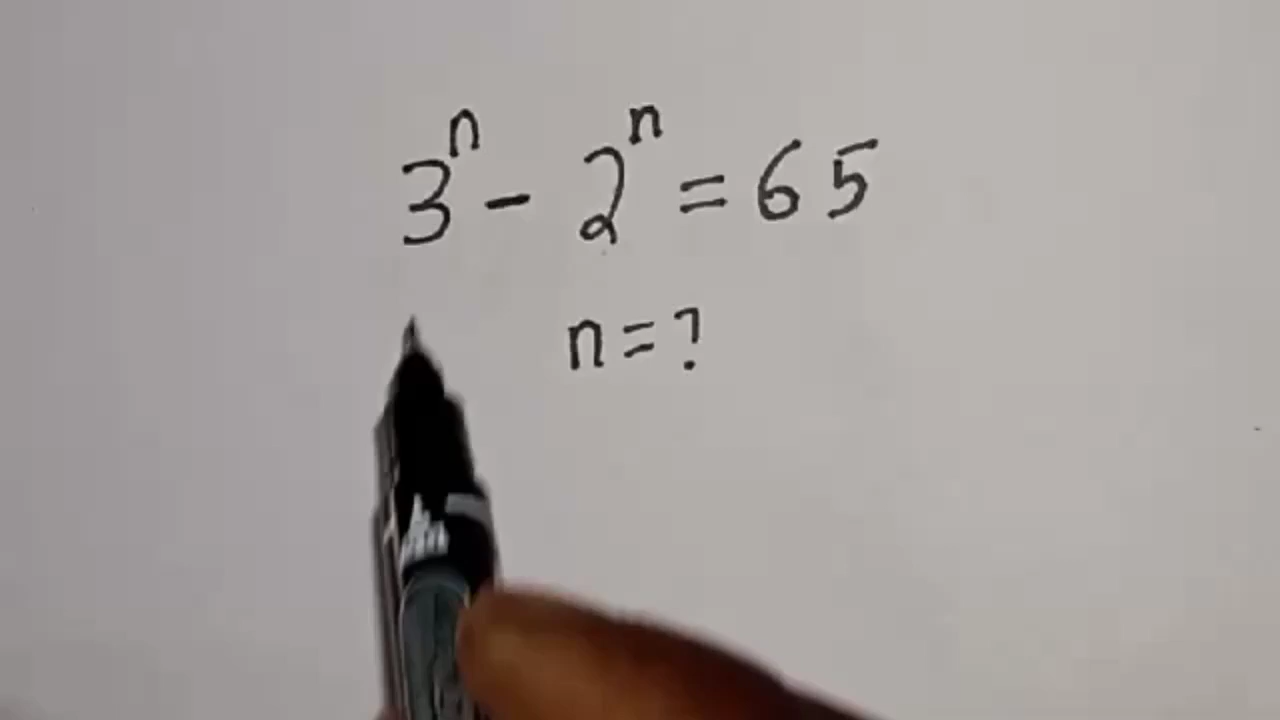 3ⁿ - 2ⁿ = 65
n = ?